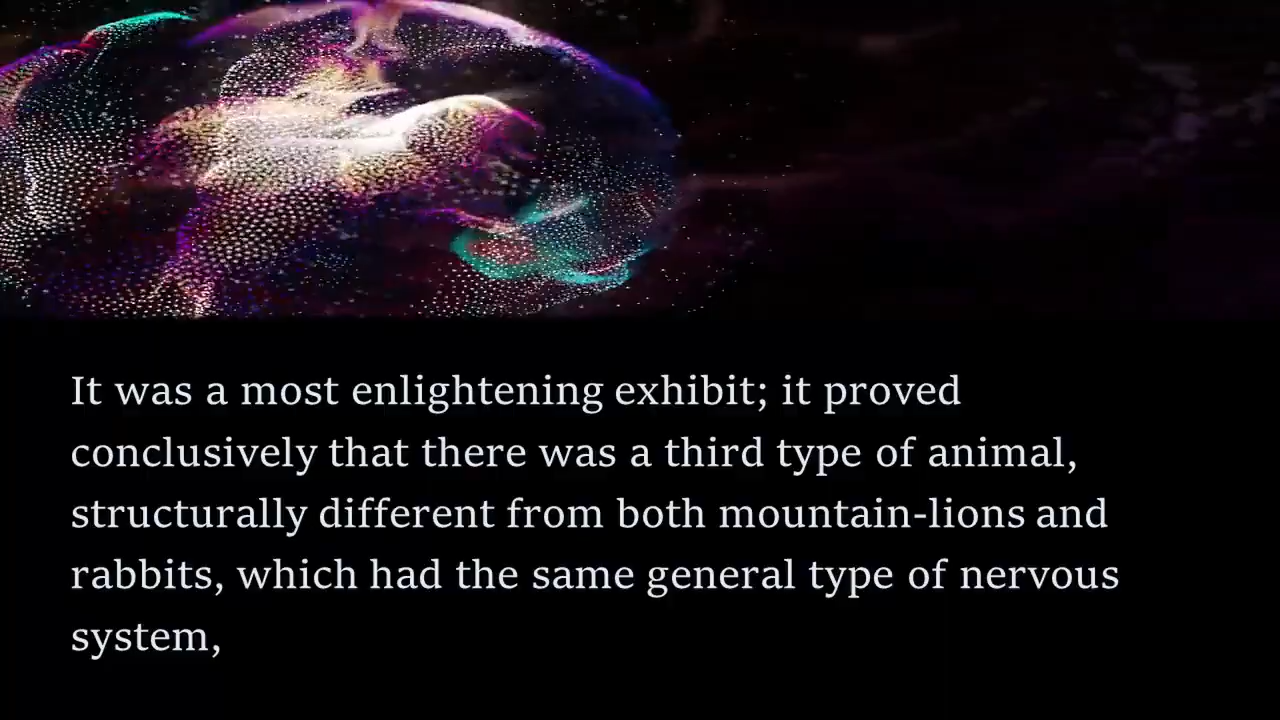 It was a most enlightening exhibit; it proved
conclusively that there was a third type of animal,
structurally different from both mountain-lions and
rabbits, which had the same general type of nervous
system,